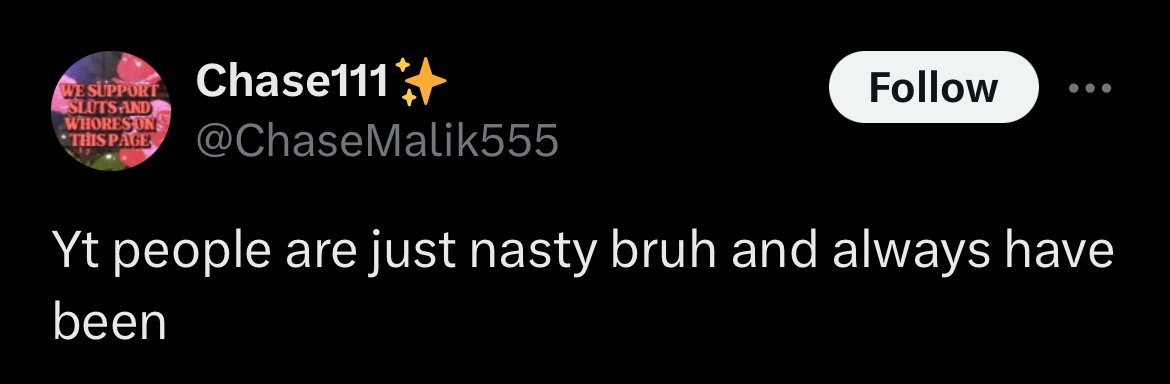 WE SUPPORT
SLUTS AND
WHORES ON
THIS PAGE
Chase111✨
@ChaseMalik555
Follow
Yt people are just nasty bruh and always have
been